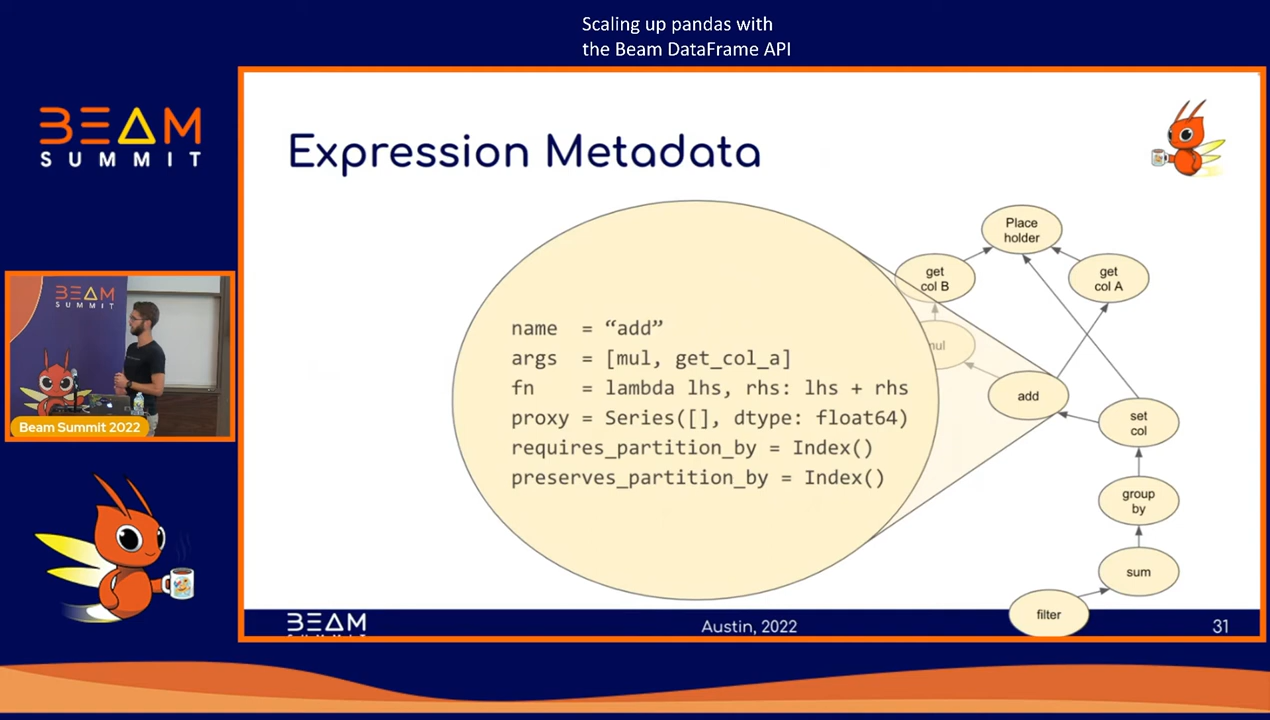 Scaling up pandas with
the Beam DataFrame API
BEAM
SUMMIT
Expression Metadata
name = “add”
args = [mul, get_col_a]
fn = lambda lhs, rhs: lhs + rhs
proxy = Series([], dtype: float64)
requires_partition_by = Index()
preserves_partition_by = Index()
Place
holder
get
col B
get
col A
mul
add
set
col
group
by
sum
filter
BEAM
SUMMIT
Beam Summit 2022
BEAM
SUMMIT
Austin, 2022
31